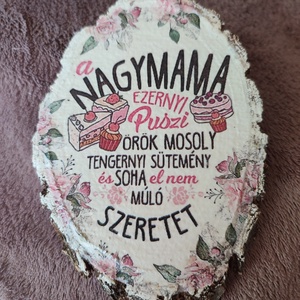 a
NAGYMAMA
EZERNYI
Puszi
ÖRÖK MOSOLY
TENGERNYI SÜTEMÉNY
és SOHA el nem
MÚLÓ
SZERETET